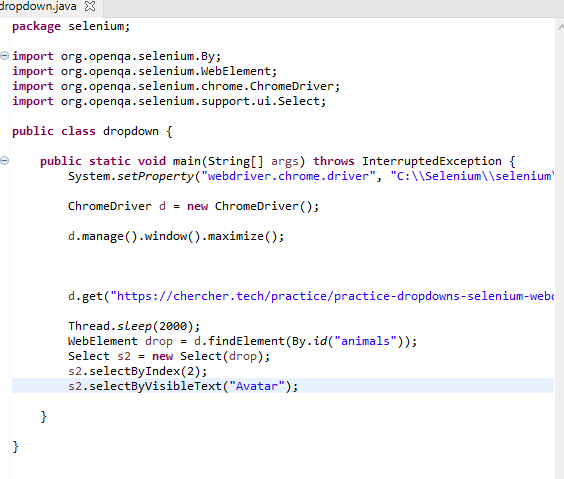 dropdown.java
package selenium;
import org.openqa.selenium.By;
import org.openqa.selenium.WebElement;
import org.openqa.selenium.chrome.ChromeDriver;
import org.openqa.selenium.support.ui.Select;
public class dropdown {
public static void main(String[] args) throws InterruptedException {
System.setProperty("webdriver.chrome.driver", "C:\\Selenium\\selenium\
ChromeDriver d = new ChromeDriver();
d.manage().window().maximize();
d.get("https://chercher.tech/practice/practice-dropdowns-selenium-webd
Thread.sleep(2000);
WebElement drop = d.findElement(By.id("animals"));
Select s2 = new Select(drop);
s2.selectByIndex(2);
s2.selectByVisibleText("Avatar");
}
}